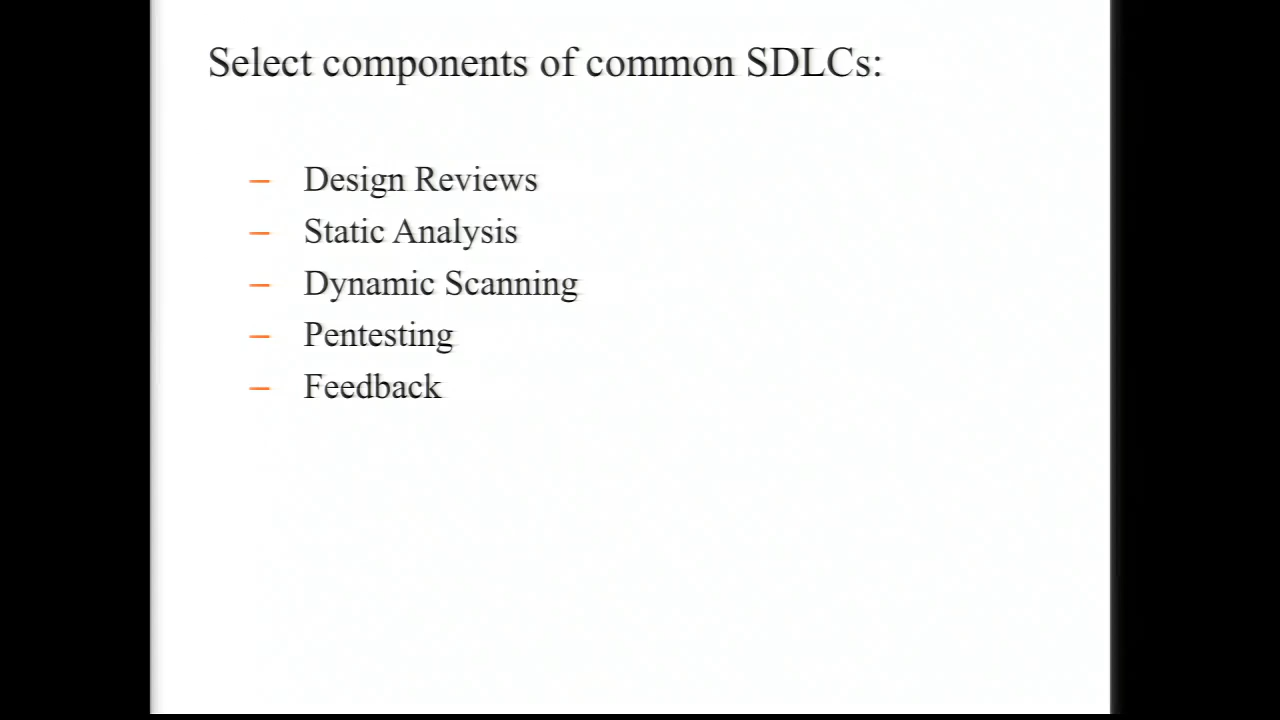 Select components of common SDLCs:
– Design Reviews
– Static Analysis
– Dynamic Scanning
– Pentesting
– Feedback